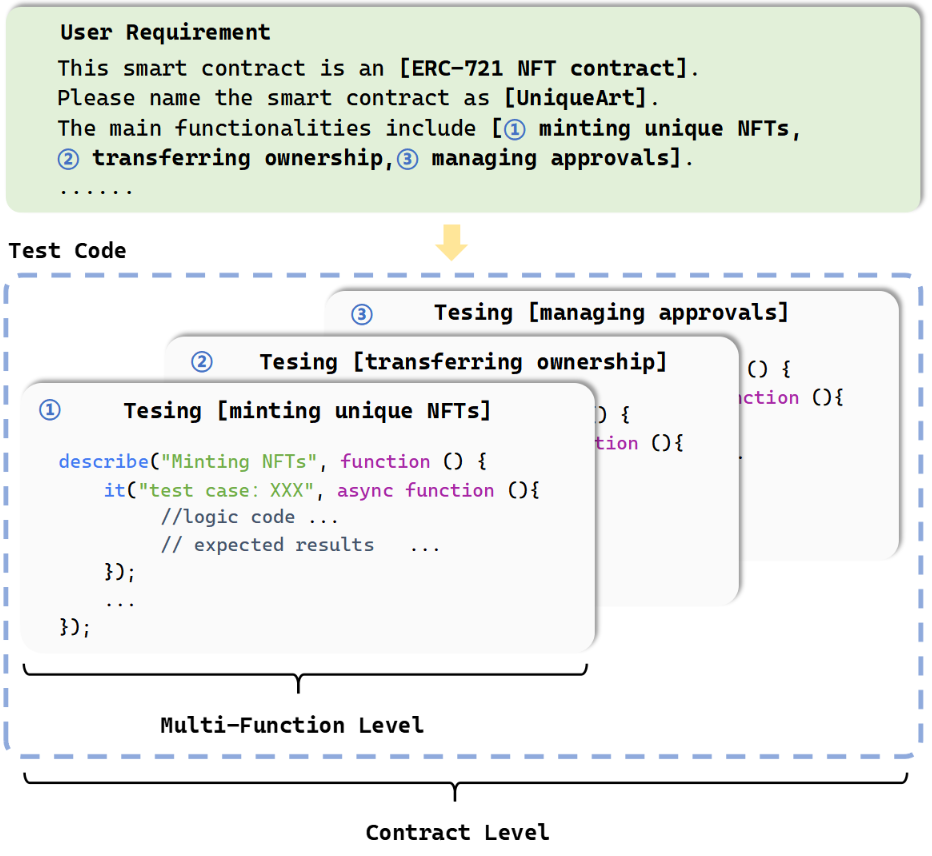 User Requirement
This smart contract is an [ERC-721 NFT contract].
Please name the smart contract as [UniqueArt].
The main functionalities include [① minting unique NFTs,
② transferring ownership,③ managing approvals].
......
Test Code
③ Tesing [managing approvals]
() {
nction (){
.
② Tesing [transferring ownership]
() {
tion (){
① Tesing [minting unique NFTs]
describe("Minting NFTs", function () {
it("test case: XXX", async function (){
//logic code ...
// expected results ...
});
...
});
Multi-Function Level
Contract Level